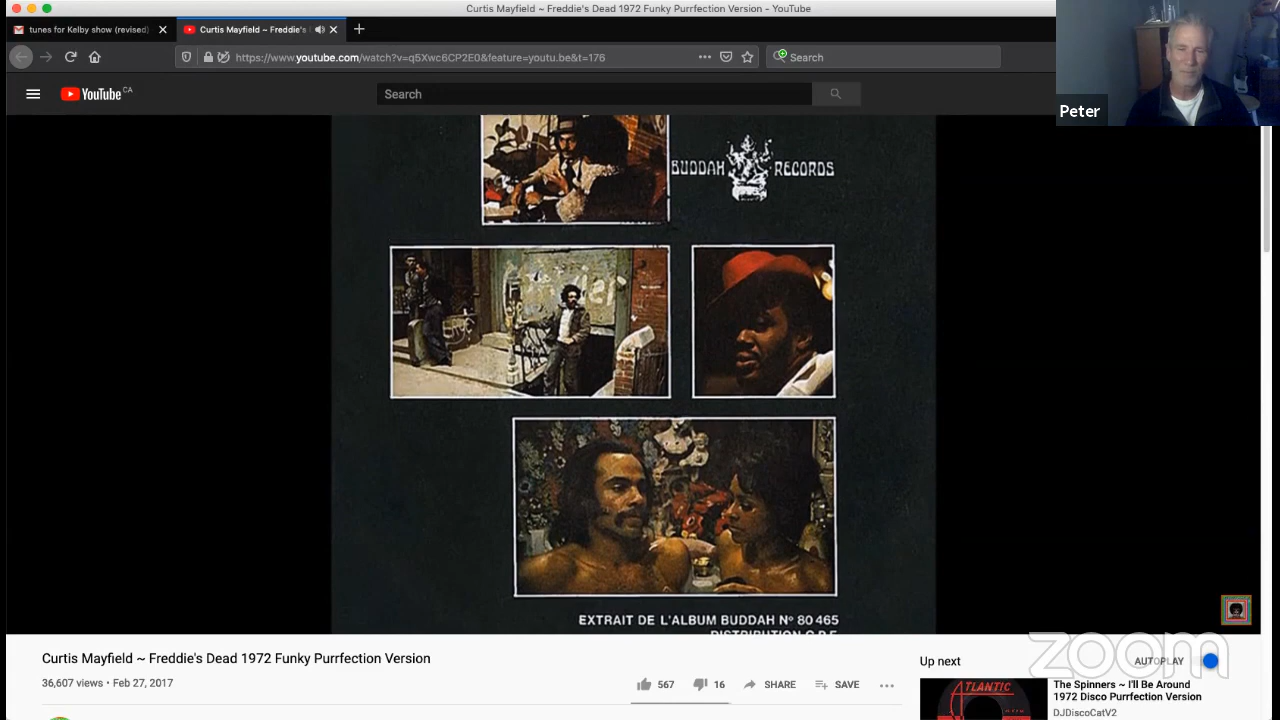 Curtis Mayfield ~ Freddie's Dead 1972 Funky Purrfection Version - YouTube
tunes for Kelby show (revised)
Curtis Mayfield ~ Freddie's
https://www.youtube.com/watch?v=q5Xwc6CP2E0&feature=youtu.be&t=176
Search
Peter
YouTube CA
Search
BUDDAH RECORDS
EXTRAIT DE L'ALBUM BUDDAH Nº 80 465
DISTRIBUTION C.P.F.
Curtis Mayfield ~ Freddie's Dead 1972 Funky Purrfection Version
36,607 views • Feb 27, 2017
567
16
SHARE
SAVE
Up next
AUTOPLAY
zoom
ATLANTIC
The Spinners ~ I'll Be Around
1972 Disco Purrfection Version
DJDiscoCatV2